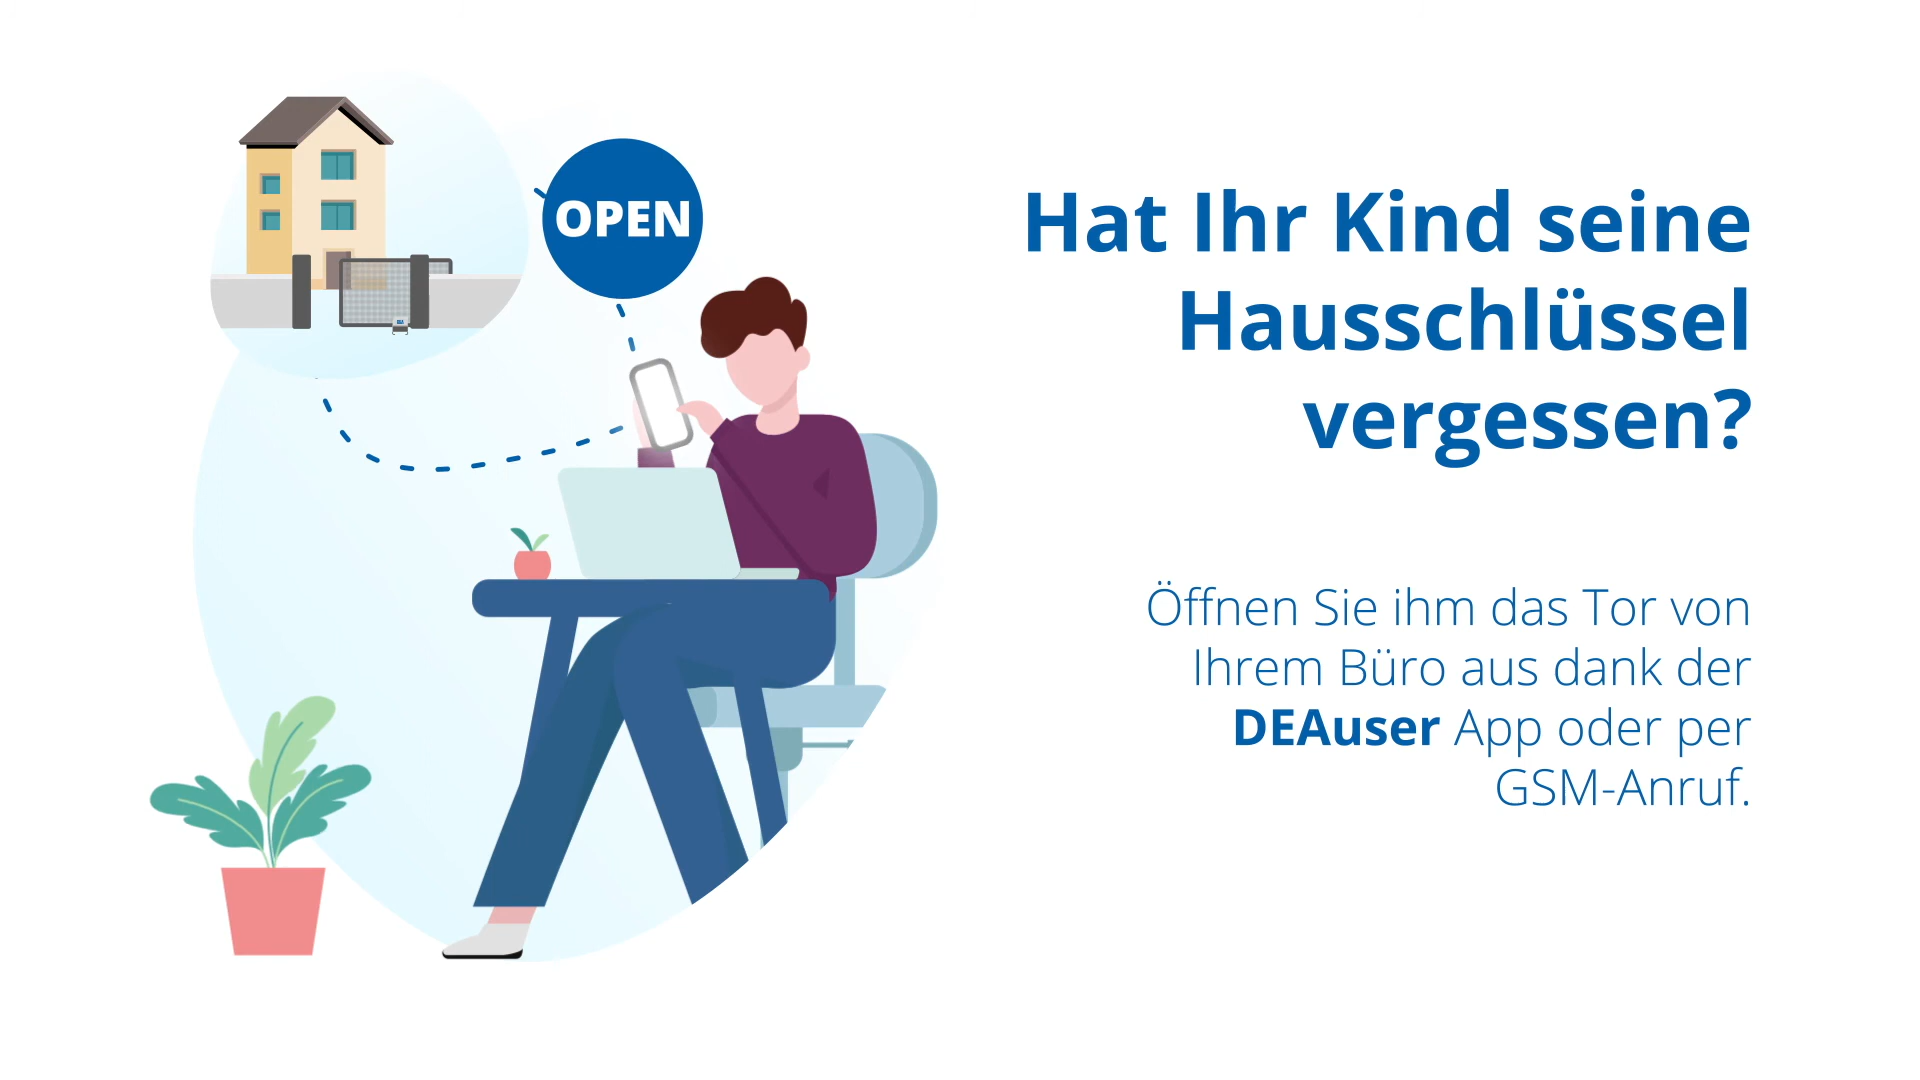 OPEN
Hat Ihr Kind seine
Hausschlüssel
vergessen?
Öffnen Sie ihm das Tor von
Ihrem Büro aus dank der
DEAuser App oder per
GSM-Anruf.